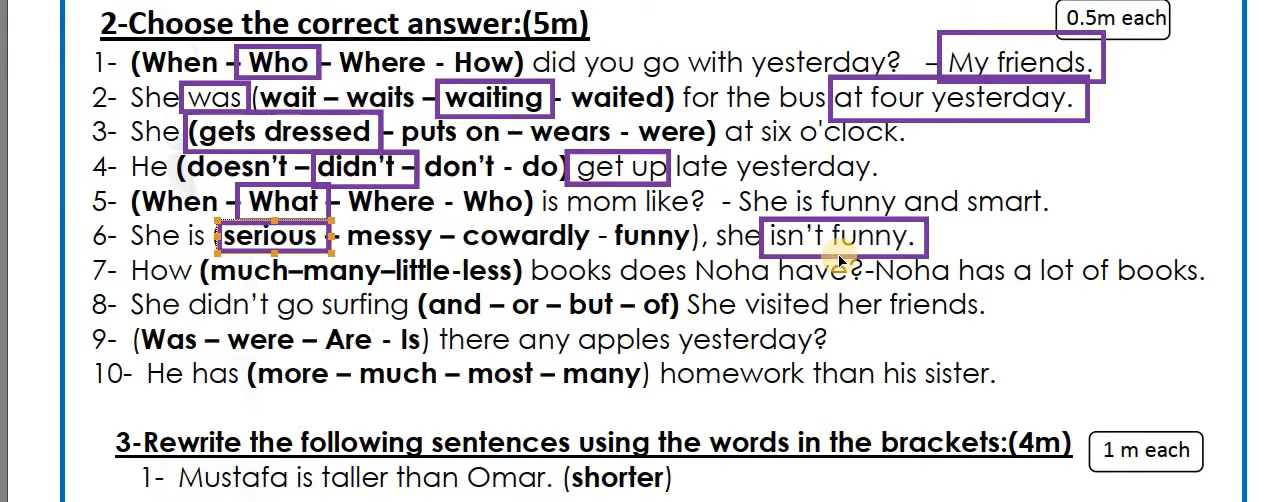 2-Choose the correct answer:(5m)
0.5m each
1- (When – Who – Where - How) did you go with yesterday? – My friends.
2- She was (wait – waits – waiting - waited) for the bus at four yesterday.
3- She (gets dressed – puts on – wears - were) at six o'clock.
4- He (doesn't – didn't – don't - do) get up late yesterday.
5- (When – What – Where - Who) is mom like? - She is funny and smart.
6- She is (serious – messy – cowardly - funny), she isn't funny.
7- How (much–many–little-less) books does Noha have?-Noha has a lot of books.
8- She didn't go surfing (and – or – but – of) She visited her friends.
9- (Was – were – Are - Is) there any apples yesterday?
10- He has (more – much – most – many) homework than his sister.
3-Rewrite the following sentences using the words in the brackets:(4m)
1 m each
1- Mustafa is taller than Omar. (shorter)